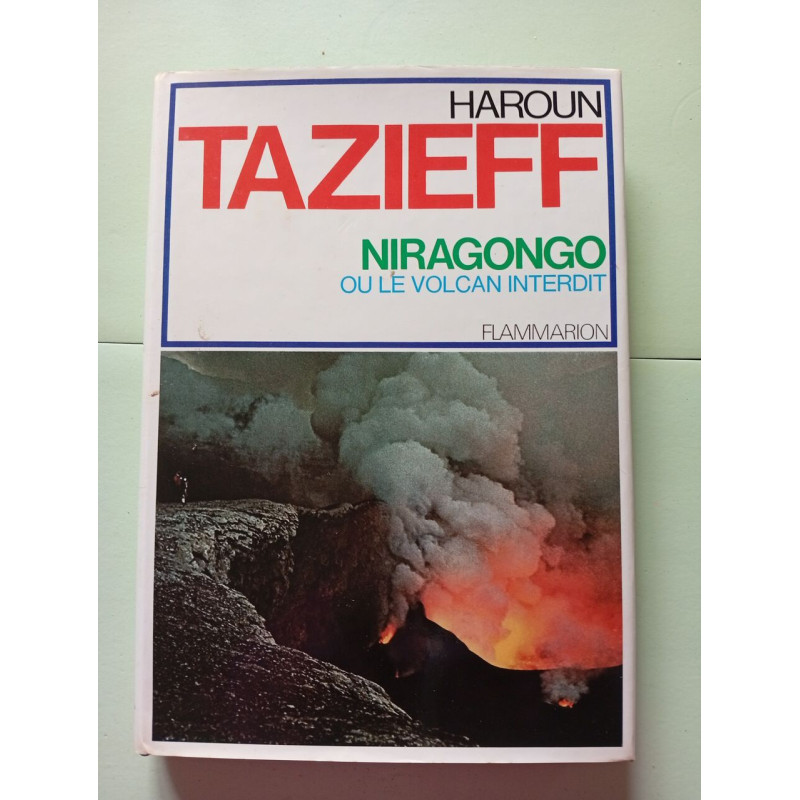 HAROUN
TAZIEFF
NIRAGONGO
OU LE VOLCAN INTERDIT
FLAMMARION